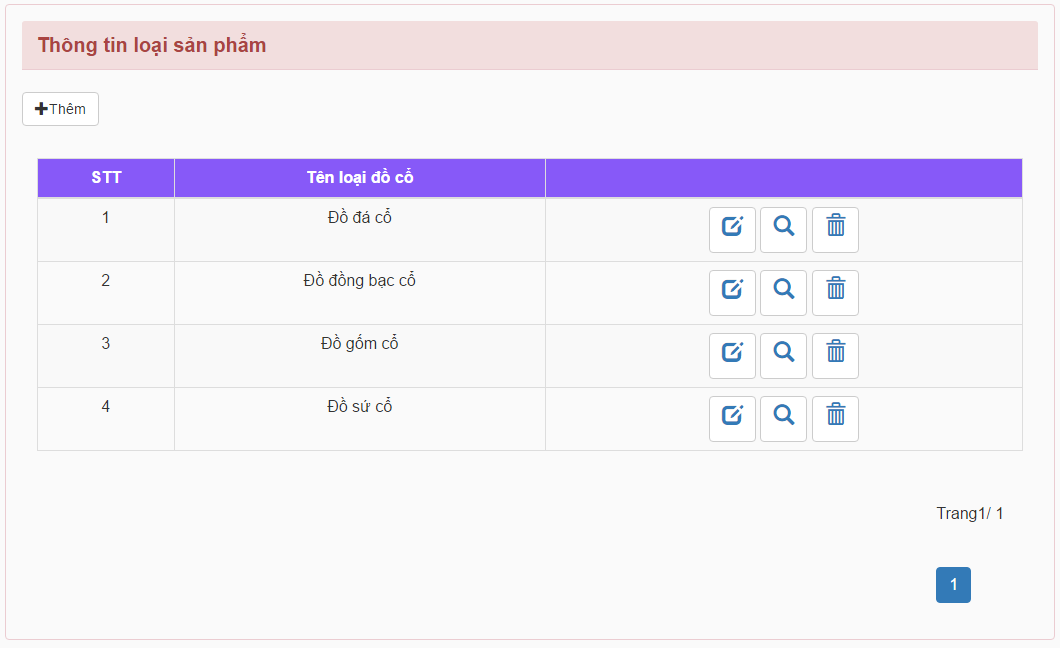 Thông tin loại sản phẩm
Thêm
STT Tên loại đồ cổ
1 Đồ đá cổ
2 Đồ đồng bạc cổ
3 Đồ gốm cổ
4 Đồ sứ cổ
Trang1/ 1
1